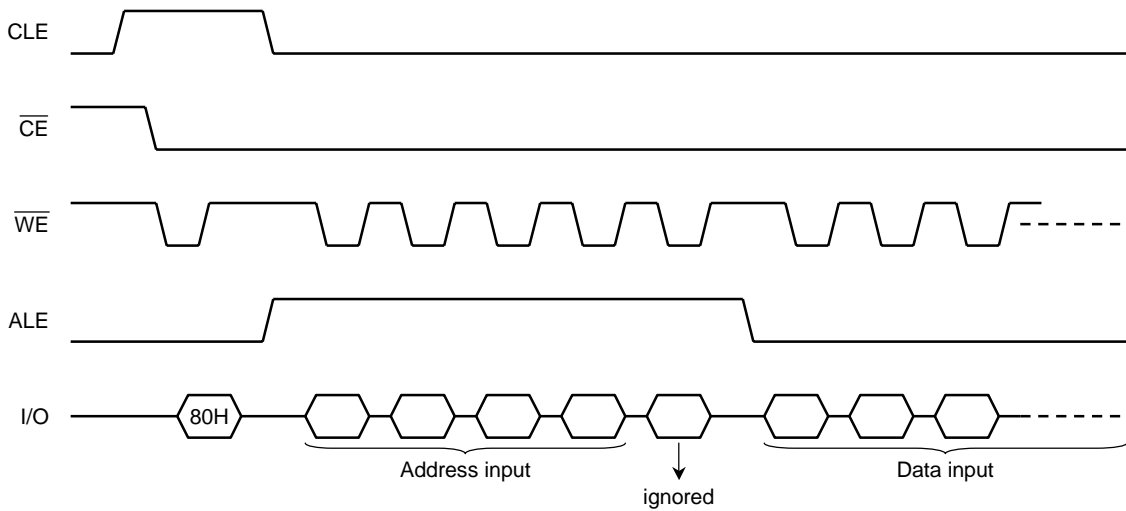 CLE
CE
WE
ALE
I/O
80H
Address input
Data input
ignored